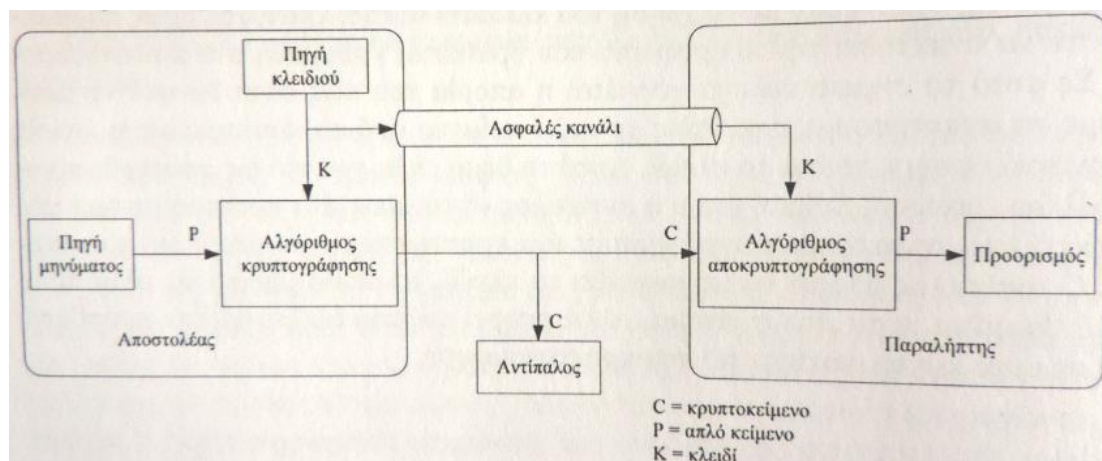 Πηγή
κλειδιού
Ασφαλές κανάλι
K
K
Πηγή
μηνύματος
P
Αλγόριθμος
κρυπτογράφησης
C
Αλγόριθμος
αποκρυπτογράφησης
P
Προορισμός
Αποστολέας
C
Αντίπαλος
Παραλήπτης
C = κρυπτοκείμενο
P = απλό κείμενο
K = κλειδί